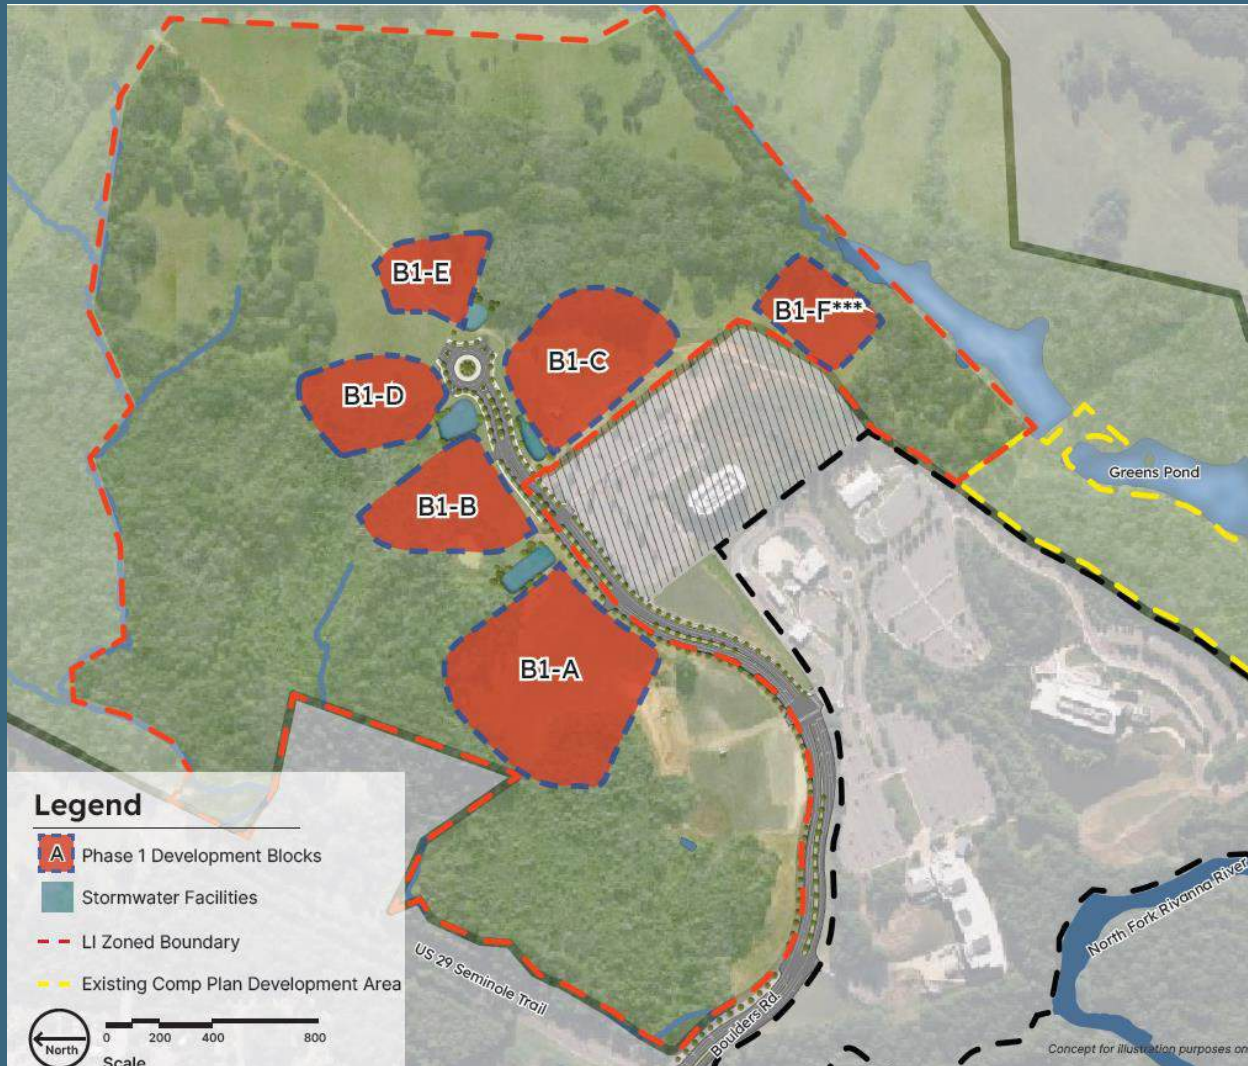 B1-E
B1-F***
B1-C
B1-D
Greens Pond
B1-B
B1-A
Legend
A Phase 1 Development Blocks
Stormwater Facilities
LI Zoned Boundary
Existing Comp Plan Development Area
North
0 200 400 800
Scale
US 29 Seminole Trail
Boulders Rd.
North Fork Rivanna River
Concept for illustration purposes on